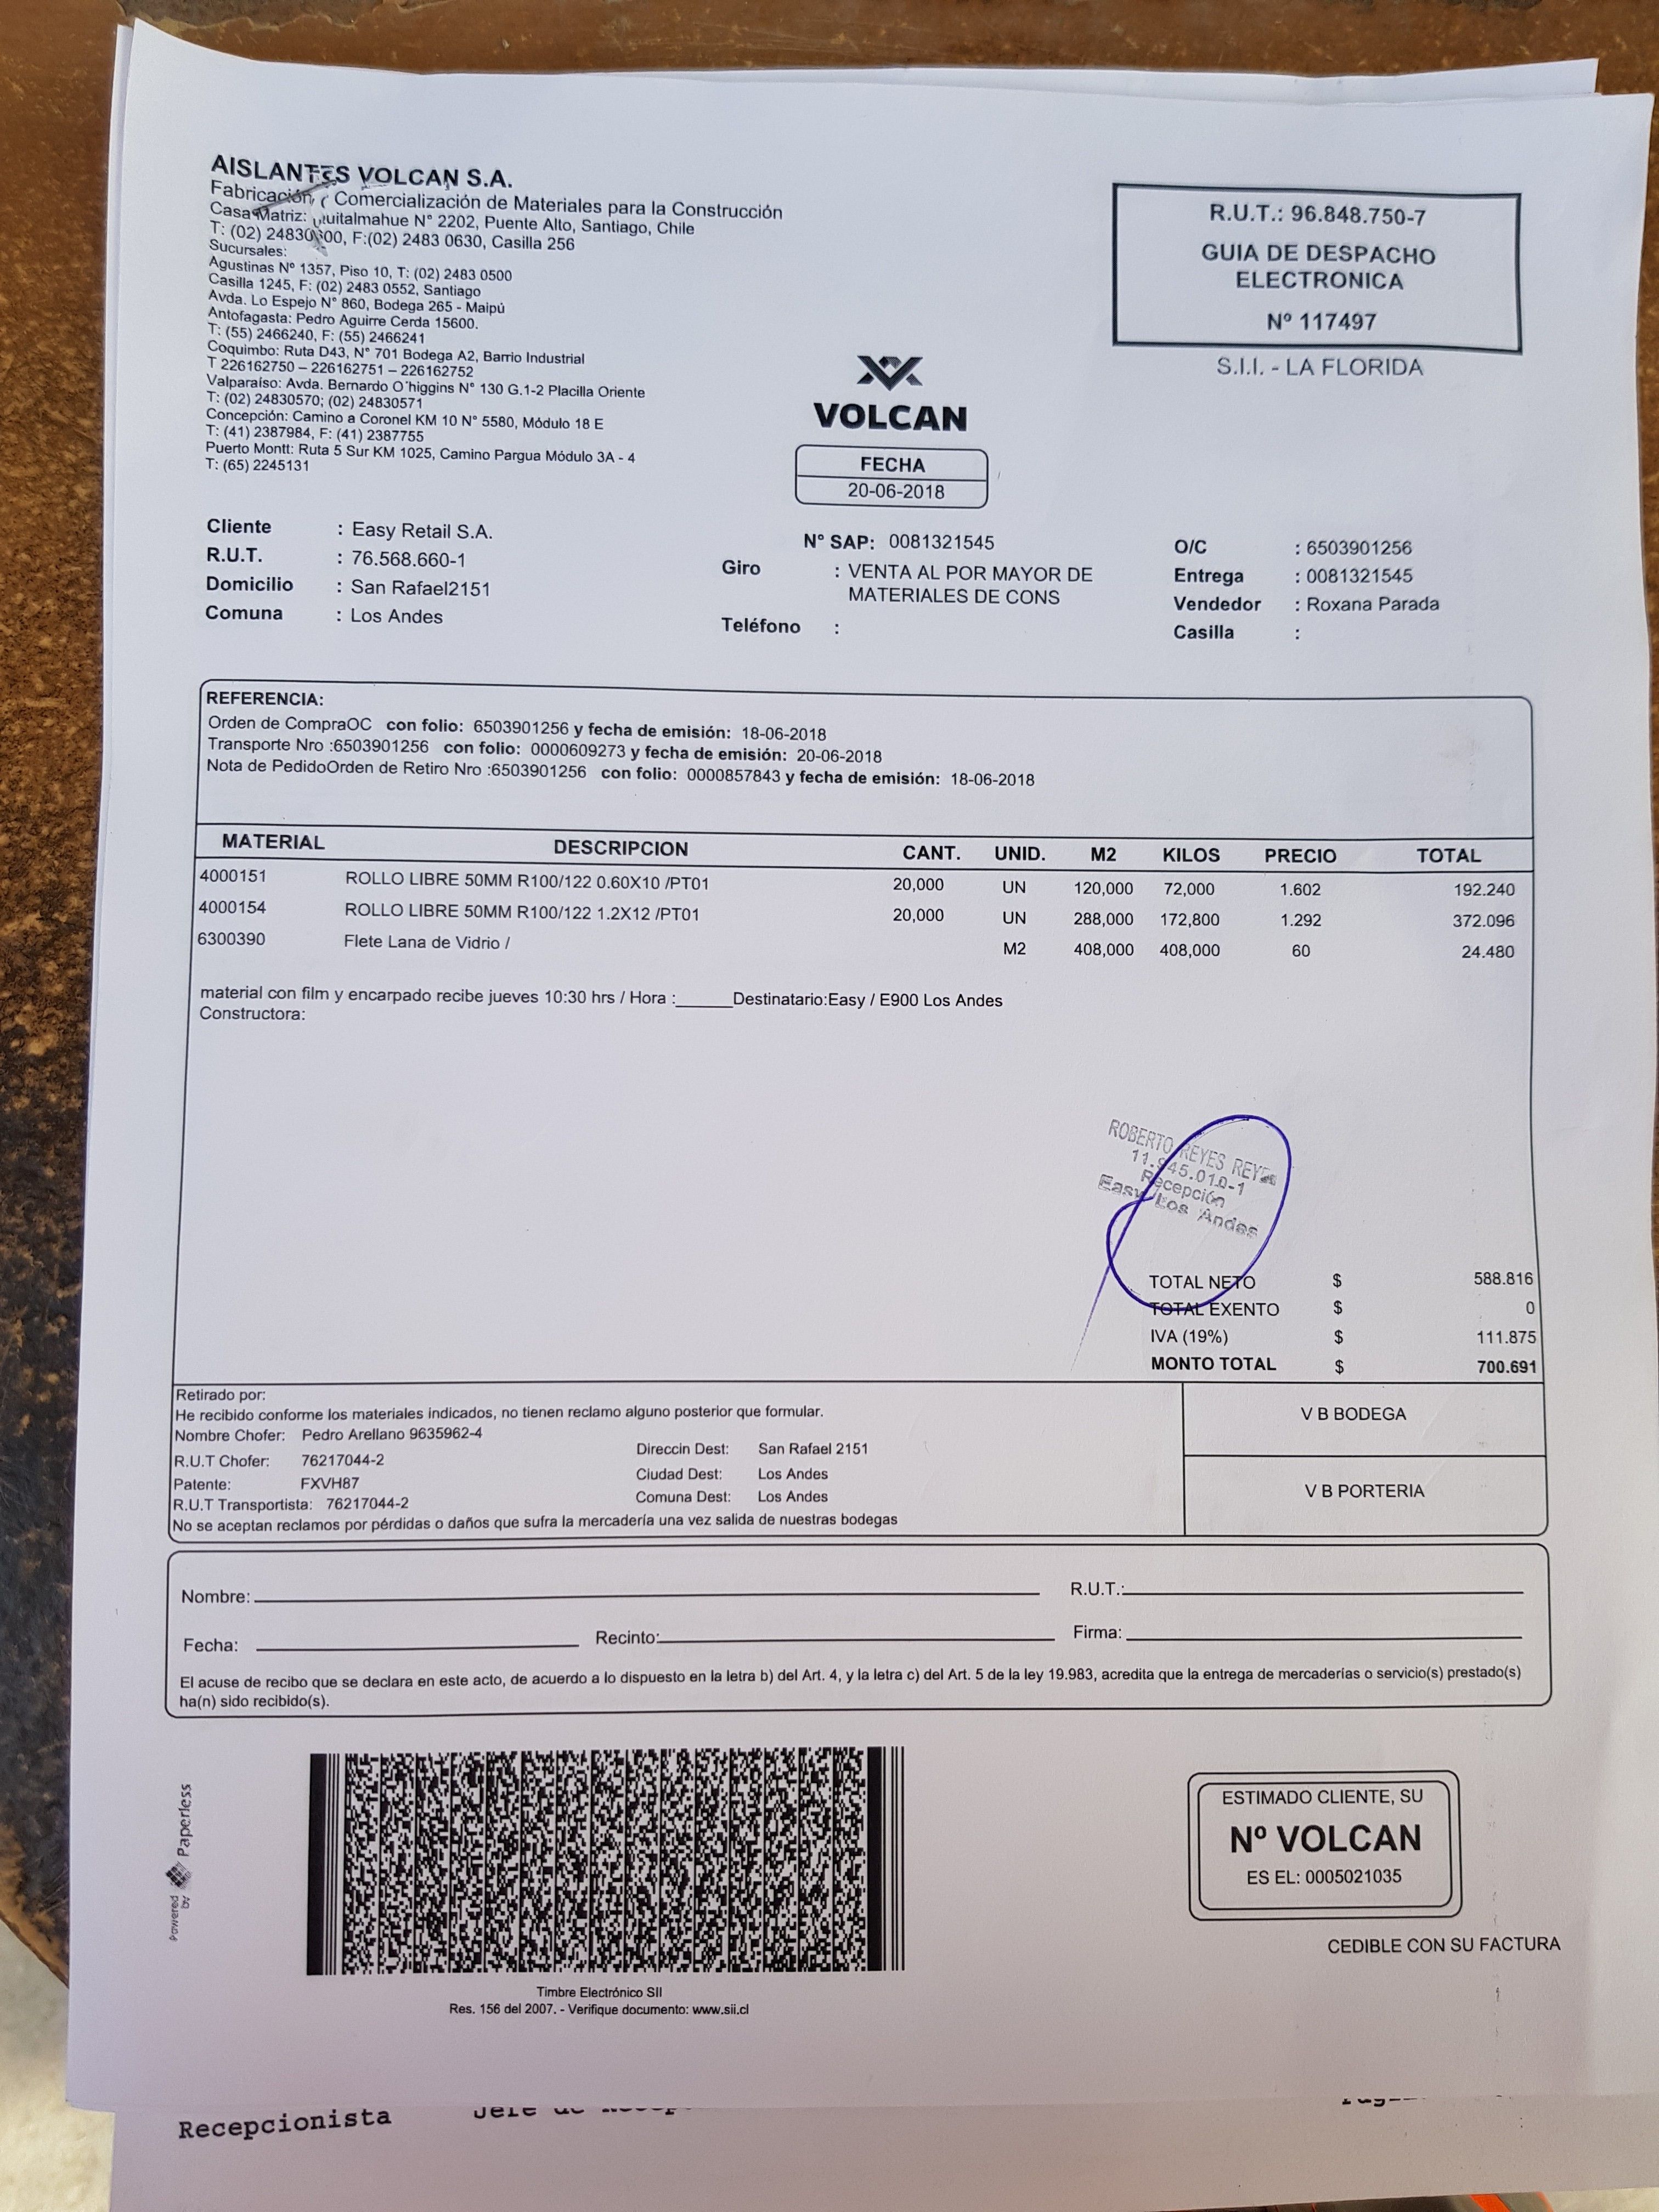 AISLANTES VOLCAN S.A.
Fabricación, Comercialización de Materiales para la Construcción
Casa Matriz: uitalmahue N° 2202, Puente Alto, Santiago, Chile
T: (02) 24830 00, F:(02) 2483 0630, Casilla 256
Sucursales:
Agustinas Nº 1357, Piso 10, T: (02) 2483 0500
Casilla 1245, F: (02) 2483 0552, Santiago
Avda. Lo Espejo N° 860, Bodega 265 - Maipú
Antofagasta: Pedro Aguirre Cerda 15600.
T: (55) 2466240, F: (55) 2466241
Coquimbo: Ruta D43, N° 701 Bodega A2, Barrio Industrial
T 226162750 – 226162751 – 226162752
Valparaíso: Avda. Bernardo O'higgins N° 130 G.1-2 Placilla Oriente
T: (02) 24830570; (02) 24830571
Concepción: Camino a Coronel KM 10 N° 5580, Módulo 18 E
T: (41) 2387984, F: (41) 2387755
Puerto Montt: Ruta 5 Sur KM 1025, Camino Pargua Módulo 3A - 4
T: (65) 2245131
R.U.T.: 96.848.750-7
GUIA DE DESPACHO
ELECTRONICA
Nº 117497
S.I.I. - LA FLORIDA
VOLCAN
FECHA
20-06-2018
Cliente : Easy Retail S.A.
R.U.T. : 76.568.660-1
Domicilio : San Rafael2151
Comuna : Los Andes
N° SAP: 0081321545
Giro : VENTA AL POR MAYOR DE
MATERIALES DE CONS
Teléfono :
O/C : 6503901256
Entrega : 0081321545
Vendedor : Roxana Parada
Casilla :
REFERENCIA:
Orden de CompraOC con folio: 6503901256 y fecha de emisión: 18-06-2018
Transporte Nro :6503901256 con folio: 0000609273 y fecha de emisión: 20-06-2018
Nota de PedidoOrden de Retiro Nro :6503901256 con folio: 0000857843 y fecha de emisión: 18-06-2018
MATERIAL DESCRIPCION CANT. UNID. M2 KILOS PRECIO TOTAL
4000151 ROLLO LIBRE 50MM R100/122 0.60X10 /PT01 20,000 UN 120,000 72,000 1.602 192.240
4000154 ROLLO LIBRE 50MM R100/122 1.2X12 /PT01 20,000 UN 288,000 172,800 1.292 372.096
6300390 Flete Lana de Vidrio / M2 408,000 408,000 60 24.480
material con film y encarpado recibe jueves 10:30 hrs / Hora :______Destinatario:Easy / E900 Los Andes
Constructora:
ROBERTO REYES REYES
Recepción
Easy Los Andes
TOTAL NETO $ 588.816
TOTAL EXENTO $ 0
IVA (19%) $ 111.875
MONTO TOTAL $ 700.691
Retirado por:
He recibido conforme los materiales indicados, no tienen reclamo alguno posterior que formular.
Nombre Chofer: Pedro Arellano 9635962-4
R.U.T Chofer: 76217044-2
Patente: FXVH87
R.U.T Transportista: 76217044-2
Direccin Dest: San Rafael 2151
Ciudad Dest: Los Andes
Comuna Dest: Los Andes
No se aceptan reclamos por pérdidas o daños que sufra la mercadería una vez salida de nuestras bodegas
V B BODEGA
V B PORTERIA
Nombre: R.U.T.:
Fecha: Recinto: Firma:
El acuse de recibo que se declara en este acto, de acuerdo a lo dispuesto en la letra b) del Art. 4, y la letra c) del Art. 5 de la ley 19.983, acredita que la entrega de mercaderías o servicio(s) prestado(s)
ha(n) sido recibido(s).
Powered by Paperless
Timbre Electrónico SII
Res. 156 del 2007. - Verifique documento: www.sii.cl
ESTIMADO CLIENTE, SU
Nº VOLCAN
ES EL: 0005021035
CEDIBLE CON SU FACTURA
Recepcionista